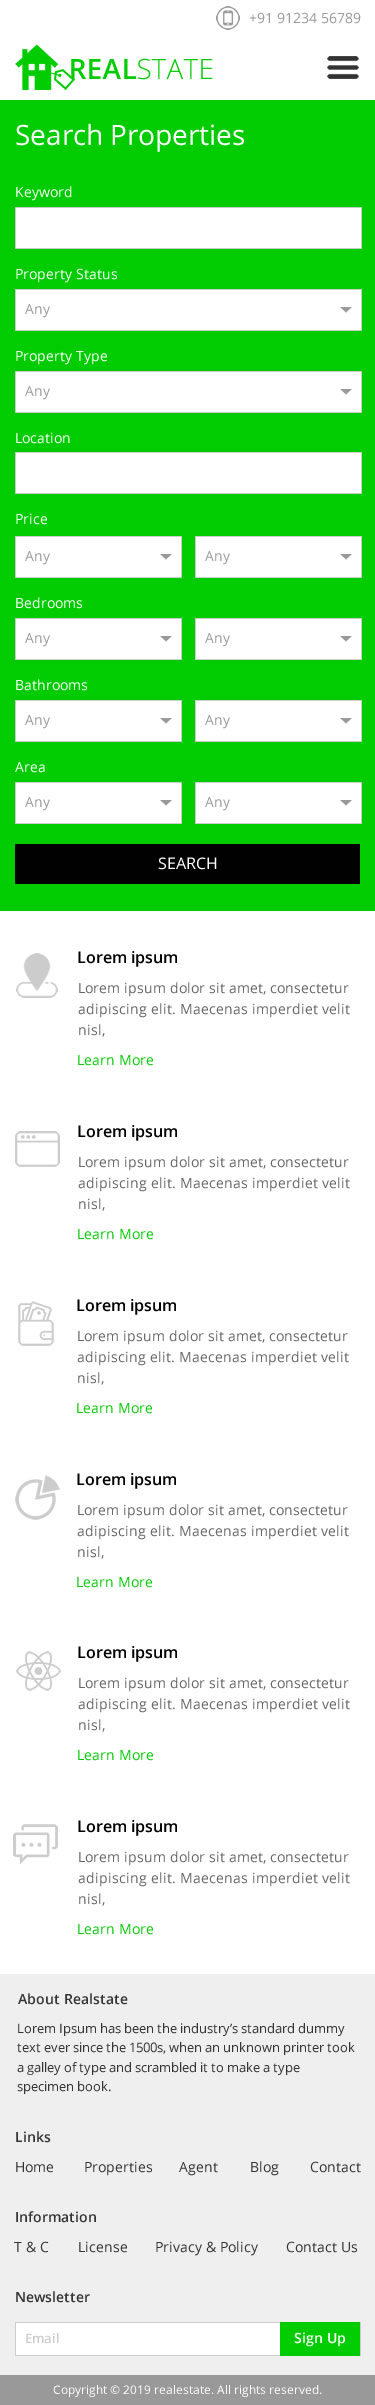 +91 91234 56789
REALSTATE
Search Properties
Keyword
Property Status
Any
Property Type
Any
Location
Price
Any Any
Bedrooms
Any Any
Bathrooms
Any Any
Area
Any Any
SEARCH
Lorem ipsum
Lorem ipsum dolor sit amet, consectetur
adipiscing elit. Maecenas imperdiet velit
nisl,
Learn More
Lorem ipsum
Lorem ipsum dolor sit amet, consectetur
adipiscing elit. Maecenas imperdiet velit
nisl,
Learn More
Lorem ipsum
Lorem ipsum dolor sit amet, consectetur
adipiscing elit. Maecenas imperdiet velit
nisl,
Learn More
Lorem ipsum
Lorem ipsum dolor sit amet, consectetur
adipiscing elit. Maecenas imperdiet velit
nisl,
Learn More
Lorem ipsum
Lorem ipsum dolor sit amet, consectetur
adipiscing elit. Maecenas imperdiet velit
nisl,
Learn More
Lorem ipsum
Lorem ipsum dolor sit amet, consectetur
adipiscing elit. Maecenas imperdiet velit
nisl,
Learn More
About Realstate
Lorem Ipsum has been the industry’s standard dummy
text ever since the 1500s, when an unknown printer took
a galley of type and scrambled it to make a type
specimen book.
Links
Home Properties Agent Blog Contact
Information
T & C License Privacy & Policy Contact Us
Newsletter
Email Sign Up
Copyright © 2019 realestate. All rights reserved.